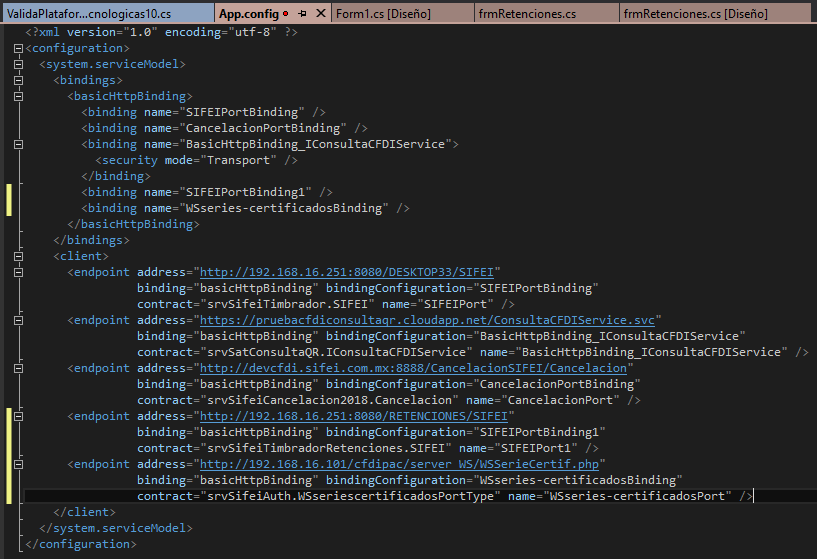 ValidaPlatafor...cnologicas10.cs App.config Form1.cs [Diseño] frmRetenciones.cs frmRetenciones.cs [Diseño]
<?xml version="1.0" encoding="utf-8" ?>
<configuration>
<system.serviceModel>
<bindings>
<basicHttpBinding>
<binding name="SIFEIPortBinding" />
<binding name="CancelacionPortBinding" />
<binding name="BasicHttpBinding_IConsultaCFDIService">
<security mode="Transport" />
</binding>
<binding name="SIFEIPortBinding1" />
<binding name="WSseries-certificadosBinding" />
</basicHttpBinding>
</bindings>
<client>
<endpoint address="http://192.168.16.251:8080/DESKTOP33/SIFEI"
binding="basicHttpBinding" bindingConfiguration="SIFEIPortBinding"
contract="srvSifeiTimbrador.SIFEI" name="SIFEIPort" />
<endpoint address="https://pruebacfdiconsultaqr.cloudapp.net/ConsultaCFDIService.svc"
binding="basicHttpBinding" bindingConfiguration="BasicHttpBinding_IConsultaCFDIService"
contract="srvSatConsultaQR.IConsultaCFDIService" name="BasicHttpBinding_IConsultaCFDIService" />
<endpoint address="http://devcfdi.sifei.com.mx:8888/CancelacionSIFEI/Cancelacion"
binding="basicHttpBinding" bindingConfiguration="CancelacionPortBinding"
contract="srvSifeiCancelacion2018.Cancelacion" name="CancelacionPort" />
<endpoint address="http://192.168.16.251:8080/RETENCIONES/SIFEI"
binding="basicHttpBinding" bindingConfiguration="SIFEIPortBinding1"
contract="srvSifeiTimbradorRetenciones.SIFEI" name="SIFEIPort1" />
<endpoint address="http://192.168.16.101/cfdipac/server_WS/WSSerieCertif.php"
binding="basicHttpBinding" bindingConfiguration="WSseries-certificadosBinding"
contract="srvSifeiAuth.WSseriescertificadosPortType" name="WSseries-certificadosPort" />
</client>
</system.serviceModel>
</configuration>